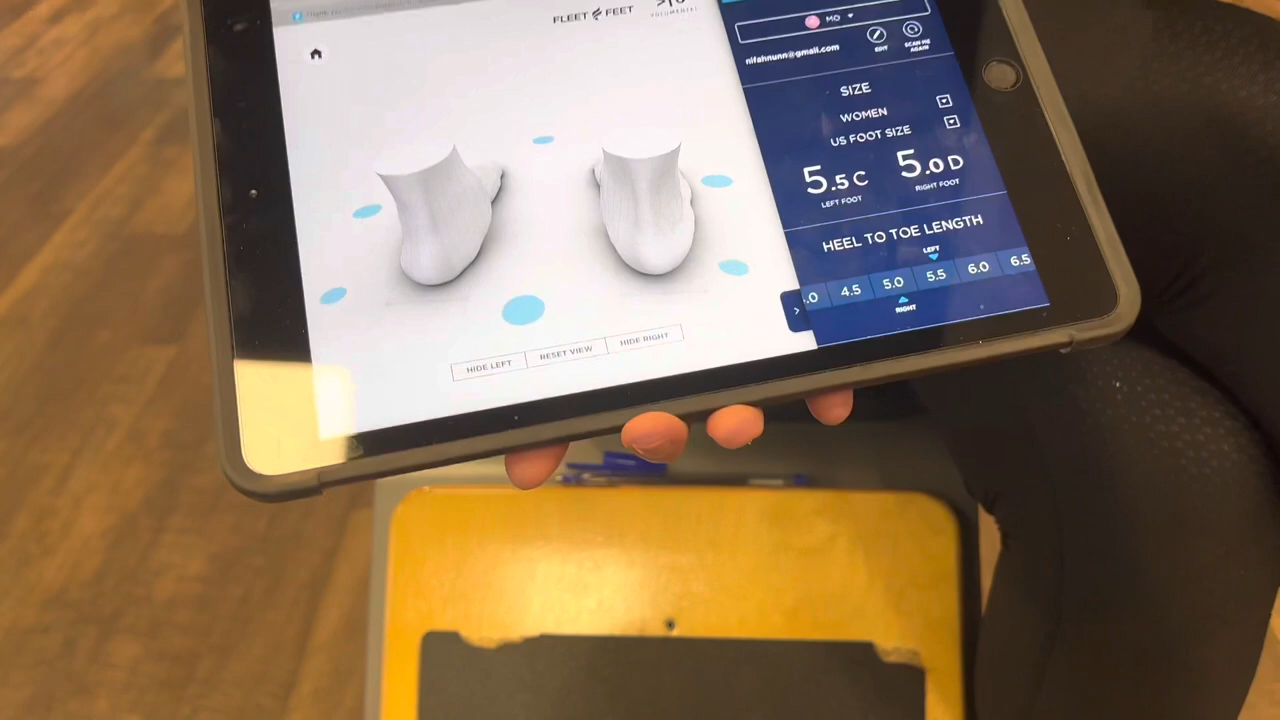 FLEET FEET
VOLUMENTAL
MO
nifahnunn@gmail.com
EDIT
SCAN ME
AGAIN
SIZE
WOMEN
US FOOT SIZE
5.5 C
LEFT FOOT
5.0 D
RIGHT FOOT
HEEL TO TOE LENGTH
LEFT
.0 4.5 5.0 5.5 6.0 6.5
RIGHT
>
HIDE LEFT
RESET VIEW
HIDE RIGHT